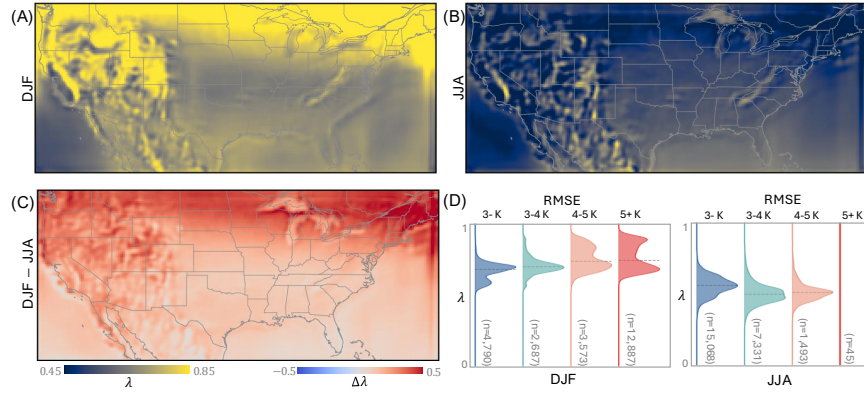 (A)
DJF
(B)
JJA
(C)
DJF − JJA
0.45
λ
0.85
−0.5
Δλ
0.5
(D)
RMSE
3- K
3-4 K
4-5 K
5+ K
1
λ
0
(n=4,790)
(n=2,687)
(n=3,573)
(n=12,887)
DJF
RMSE
3- K
3-4 K
4-5 K
5+ K
1
λ
0
(n=15,068)
(n=7,331)
(n=1,493)
(n=45)
JJA